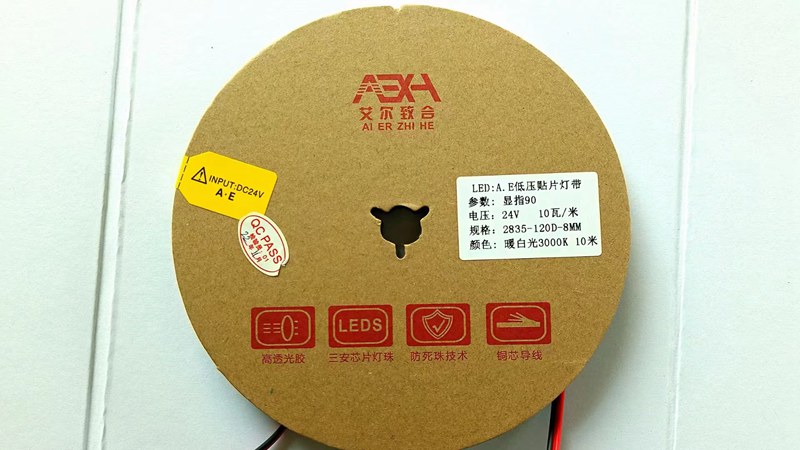 AEXH
艾尔致合
AI ER ZHI HE
INPUT:DC24V
A·E
QC PASS
LED:A.E低压贴片灯带
参数: 显指90
电压: 24V 10瓦/米
规格: 2835-120D-8MM
颜色: 暖白光3000K 10米
LEDS
高透光胶
三安芯片灯珠
防死珠技术
铜芯导线